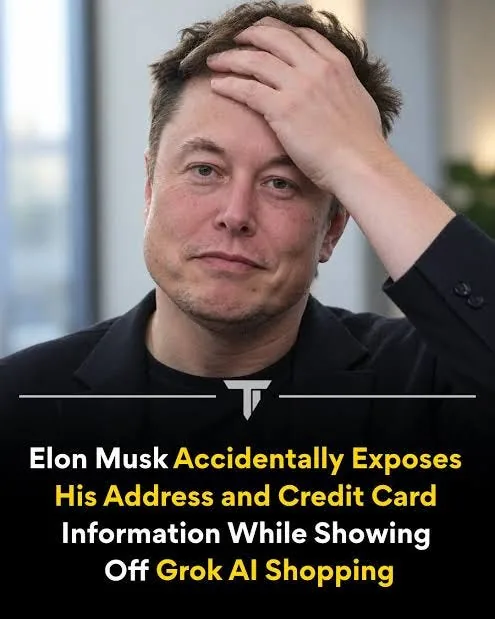 Elon Musk Accidentally Exposes
His Address and Credit Card
Information While Showing
Off Grok AI Shopping